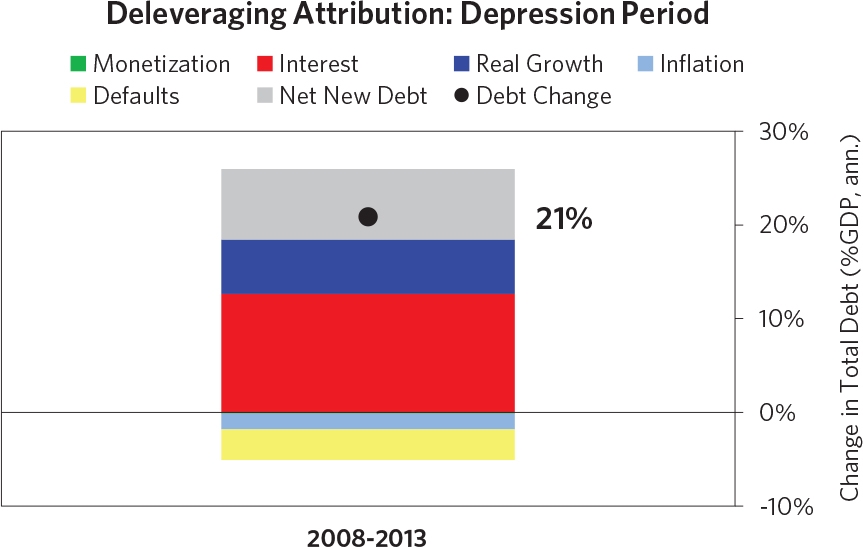 Deleveraging Attribution: Depression Period
Monetization Interest Real Growth Inflation
Defaults Net New Debt Debt Change
30%
21%
20%
10%
0%
-10%
Change in Total Debt (%GDP, ann.)
2008-2013